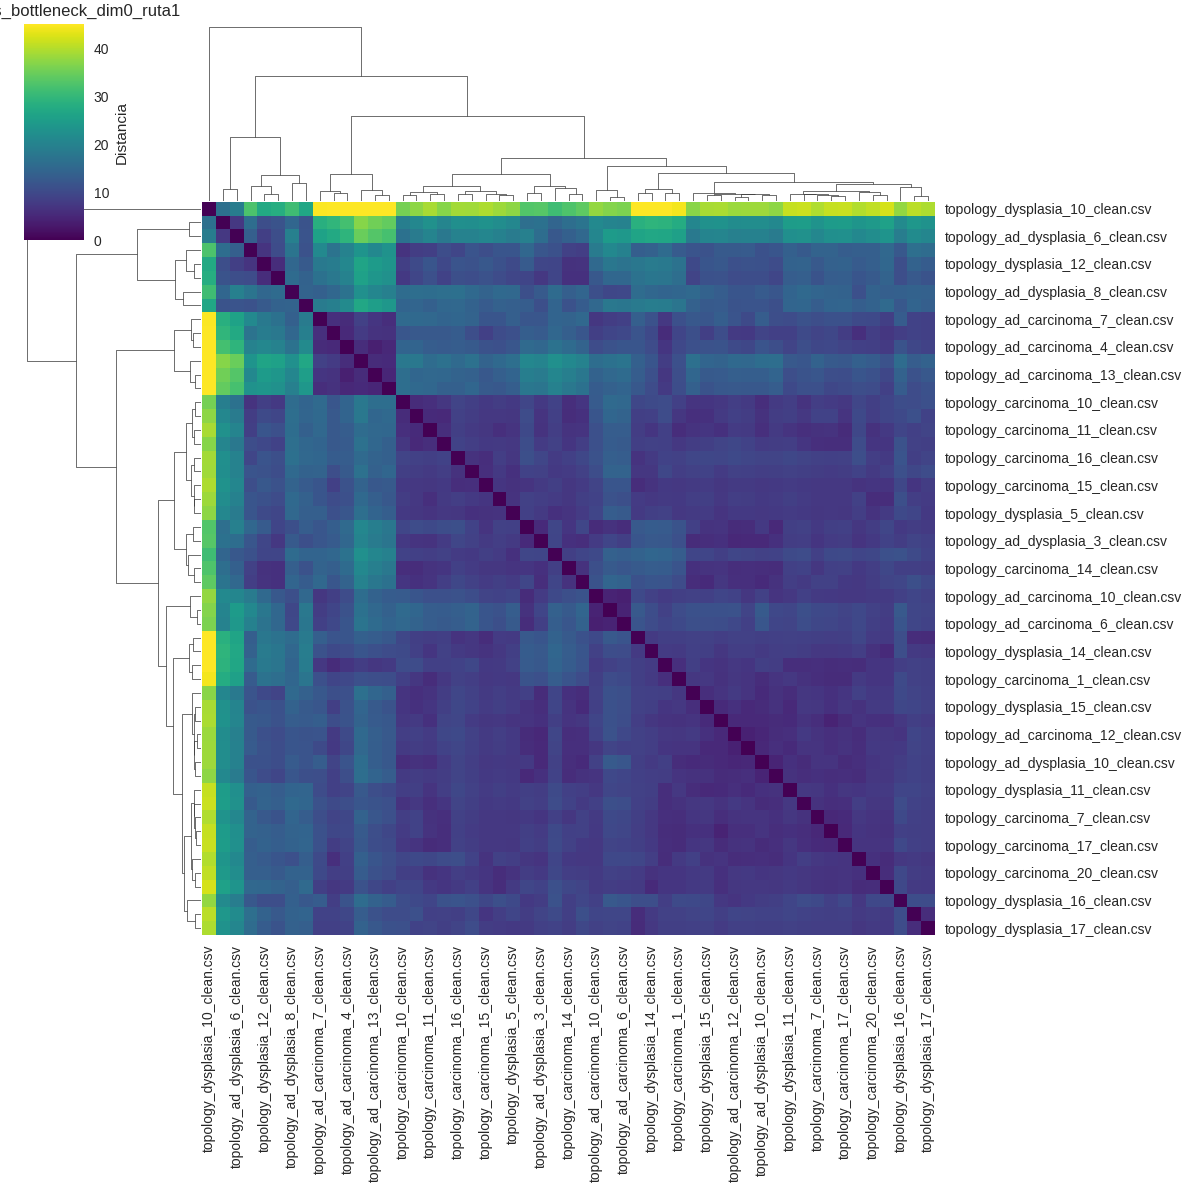 s_bottleneck_dim0_ruta1
40
30
20
10
0
Distancia
topology_dysplasia_10_clean.csv
topology_ad_dysplasia_6_clean.csv
topology_dysplasia_12_clean.csv
topology_ad_dysplasia_8_clean.csv
topology_ad_carcinoma_7_clean.csv
topology_ad_carcinoma_4_clean.csv
topology_ad_carcinoma_13_clean.csv
topology_carcinoma_10_clean.csv
topology_carcinoma_11_clean.csv
topology_carcinoma_16_clean.csv
topology_carcinoma_15_clean.csv
topology_dysplasia_5_clean.csv
topology_ad_dysplasia_3_clean.csv
topology_carcinoma_14_clean.csv
topology_ad_carcinoma_10_clean.csv
topology_ad_carcinoma_6_clean.csv
topology_dysplasia_14_clean.csv
topology_carcinoma_1_clean.csv
topology_dysplasia_15_clean.csv
topology_ad_carcinoma_12_clean.csv
topology_ad_dysplasia_10_clean.csv
topology_dysplasia_11_clean.csv
topology_carcinoma_7_clean.csv
topology_carcinoma_17_clean.csv
topology_carcinoma_20_clean.csv
topology_dysplasia_16_clean.csv
topology_dysplasia_17_clean.csv
topology_dysplasia_10_clean.csv
topology_ad_dysplasia_6_clean.csv
topology_dysplasia_12_clean.csv
topology_ad_dysplasia_8_clean.csv
topology_ad_carcinoma_7_clean.csv
topology_ad_carcinoma_4_clean.csv
topology_ad_carcinoma_13_clean.csv
topology_carcinoma_10_clean.csv
topology_carcinoma_11_clean.csv
topology_carcinoma_16_clean.csv
topology_carcinoma_15_clean.csv
topology_dysplasia_5_clean.csv
topology_ad_dysplasia_3_clean.csv
topology_carcinoma_14_clean.csv
topology_ad_carcinoma_10_clean.csv
topology_ad_carcinoma_6_clean.csv
topology_dysplasia_14_clean.csv
topology_carcinoma_1_clean.csv
topology_dysplasia_15_clean.csv
topology_ad_carcinoma_12_clean.csv
topology_ad_dysplasia_10_clean.csv
topology_dysplasia_11_clean.csv
topology_carcinoma_7_clean.csv
topology_carcinoma_17_clean.csv
topology_carcinoma_20_clean.csv
topology_dysplasia_16_clean.csv
topology_dysplasia_17_clean.csv